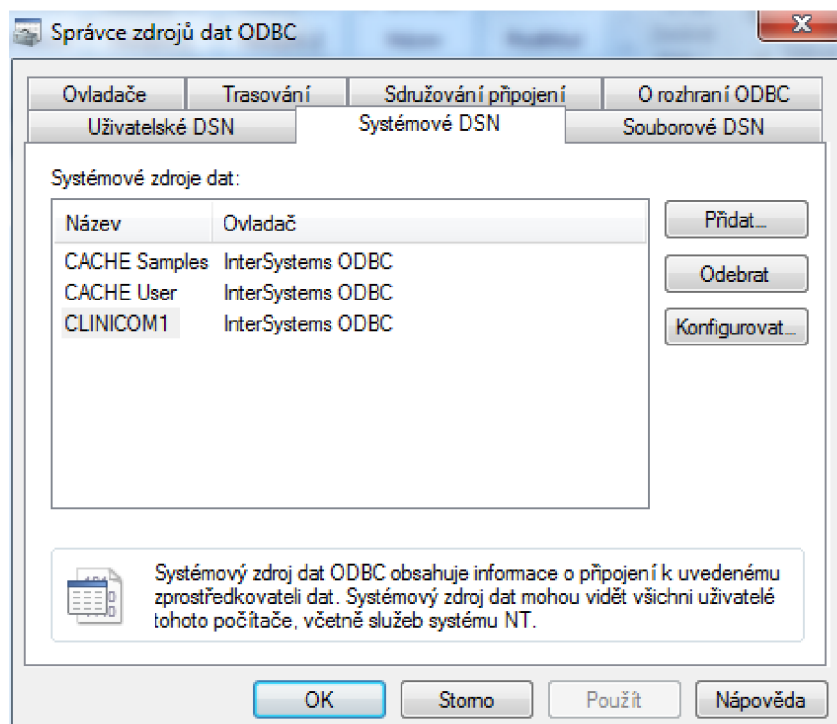 Správce zdrojů dat ODBC
Ovladače Trasování Sdružování připojení O rozhraní ODBC
Uživatelské DSN Systémové DSN Souborové DSN
Systémové zdroje dat:
Název Ovladač
CACHE Samples InterSystems ODBC
CACHE User InterSystems ODBC
CLINICOM1 InterSystems ODBC
Přidat...
Odebrat
Konfigurovat...
Systémový zdroj dat ODBC obsahuje informace o připojení k uvedenému
zprostředkovateli dat. Systémový zdroj dat mohou vidět všichni uživatelé
tohoto počítače, včetně služeb systému NT.
OK Storno Použít Nápověda